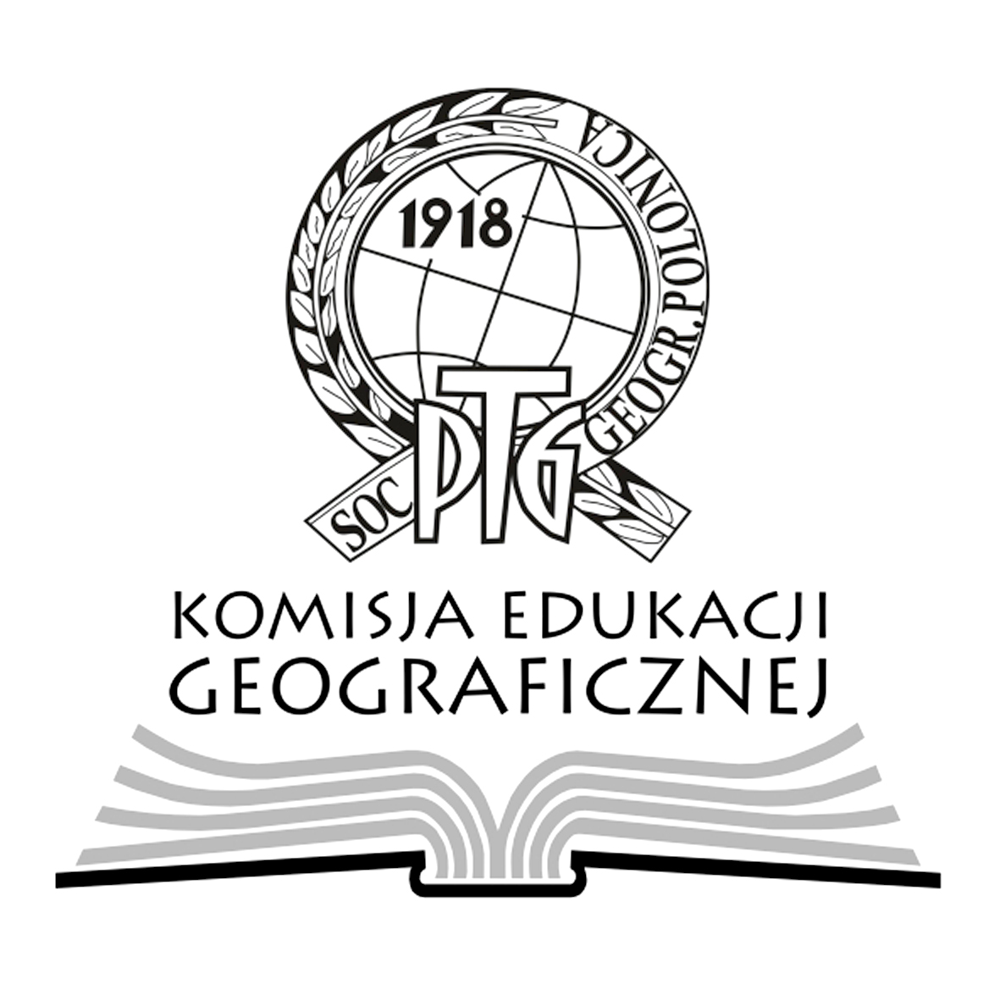 1918
SOC
GEOGR.POLONICA
PTG
KOMISJA EDUKACJI
GEOGRAFICZNEJ